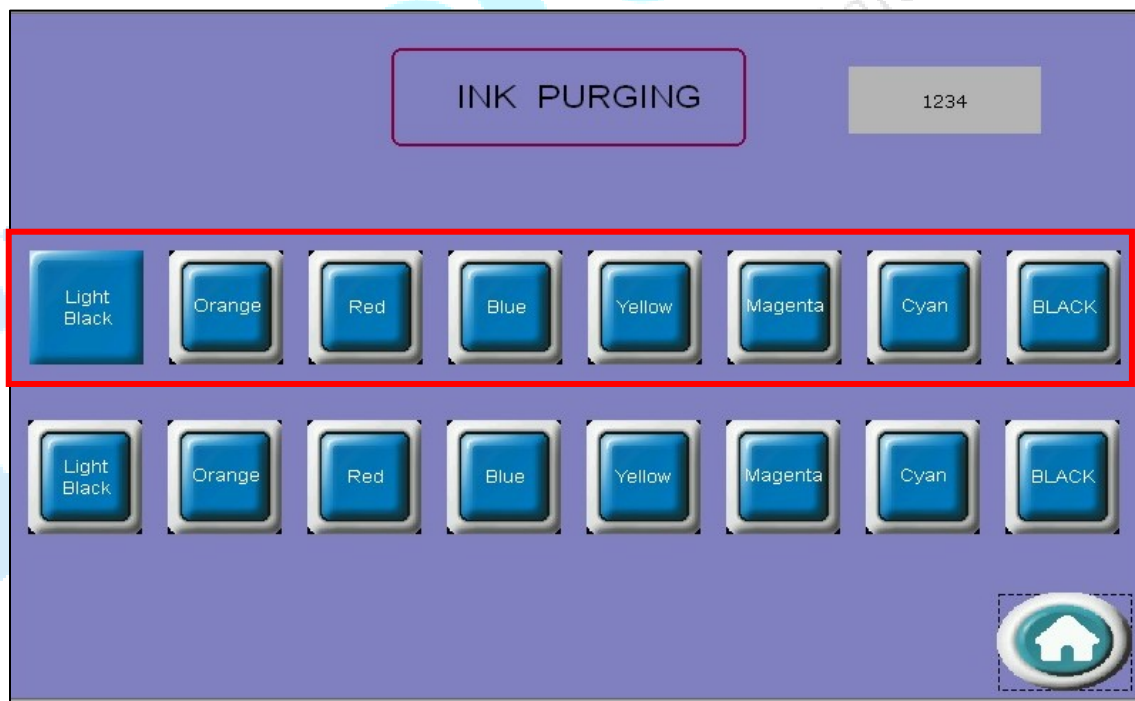 INK PURGING
1234
Light
Black
Orange
Red
Blue
Yellow
Magenta
Cyan
BLACK
Light
Black
Orange
Red
Blue
Yellow
Magenta
Cyan
BLACK